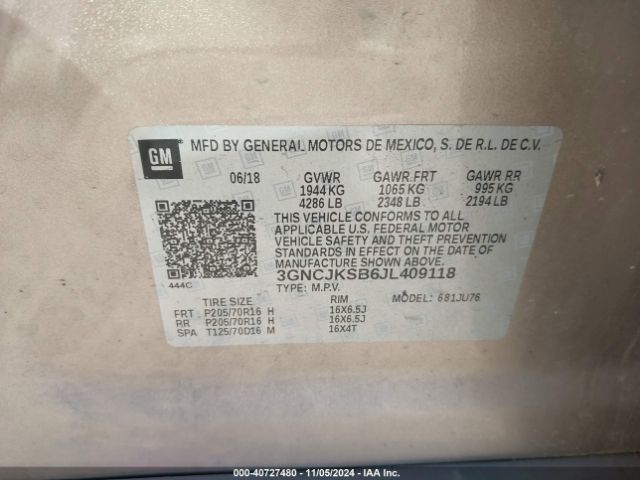 GM
MFD BY GENERAL MOTORS DE MEXICO, S. DE R.L. DE C.V.
06/18 GVWR GAWR FRT GAWR RR
1944 KG 1065 KG 995 KG
4286 LB 2348 LB 2194 LB
THIS VEHICLE CONFORMS TO ALL
APPLICABLE U.S. FEDERAL MOTOR
VEHICLE SAFETY AND THEFT PREVENTION
STANDARDS IN EFFECT ON THE DATE OF
MANUFACTURE SHOWN ABOVE.
3GNCJKSB6JL409118
444C
TYPE: M.P.V. MODEL: 681JU76
TIRE SIZE RIM
FRT P205/70R16 H 16X6.5J
RR P205/70R16 H 16X6.5J
SPA T125/70D16 M 16X4T
000-40727480 - 11/05/2024 - IAA Inc.